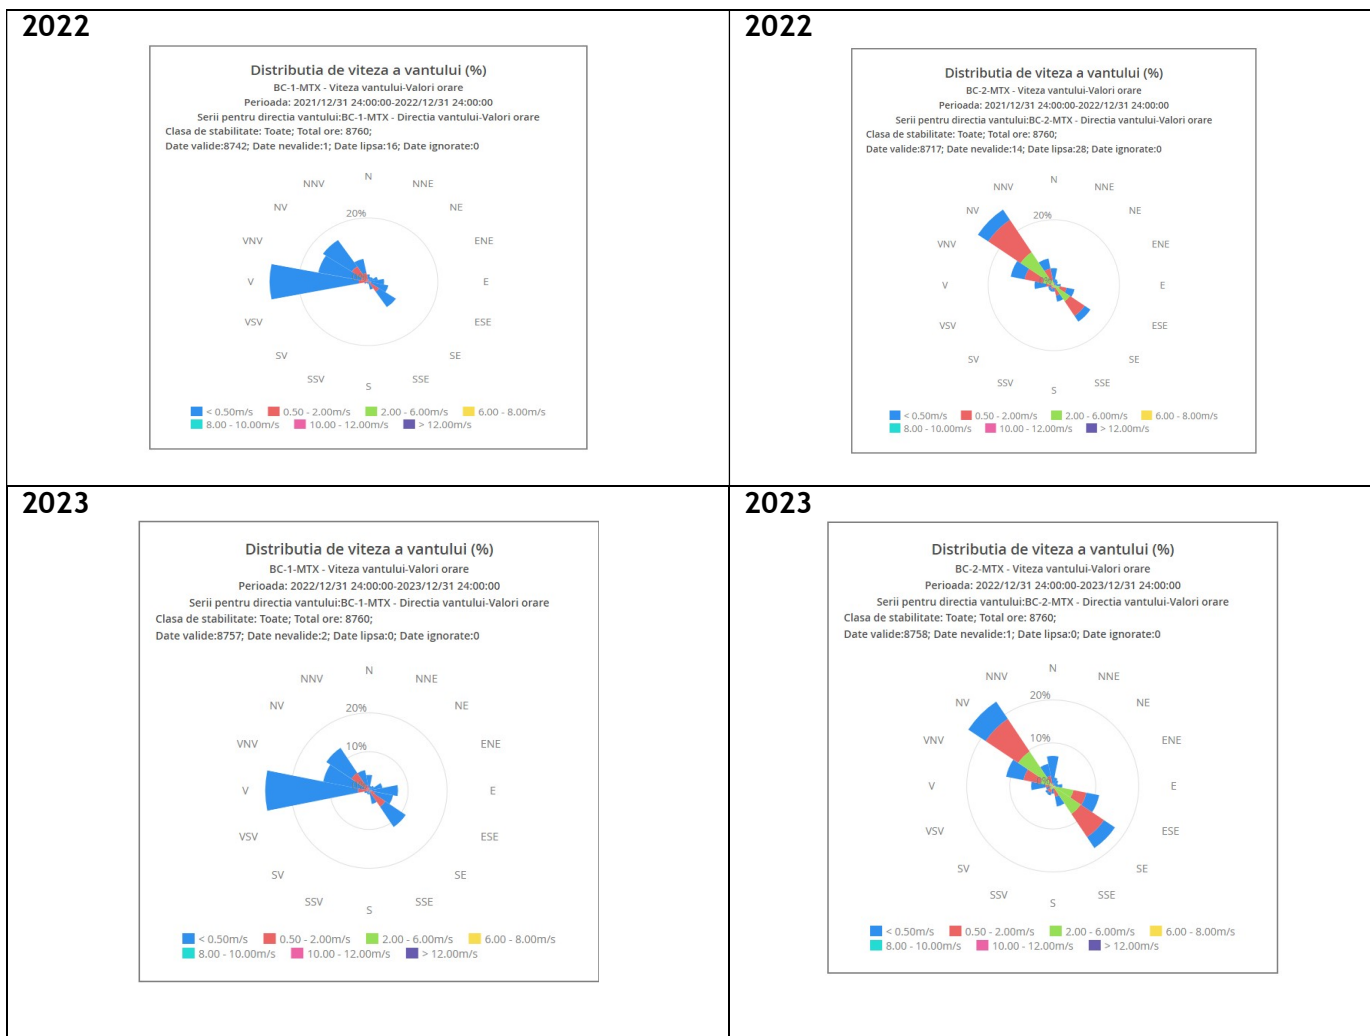 2022
Distributia de viteza a vantului (%)
BC-1-MTX - Viteza vantului-Valori orare
Perioada: 2021/12/31 24:00:00-2022/12/31 24:00:00
Serii pentru directia vantului:BC-1-MTX - Directia vantului-Valori orare
Clasa de stabilitate: Toate; Total ore: 8760;
Date valide:8742; Date nevalide:1; Date lipsa:16; Date ignorate:0
N
NNV NNE
NV NE
20%
VNV ENE
V E
VSV ESE
SV SE
SSV SSE
S
< 0.50m/s 0.50 - 2.00m/s 2.00 - 6.00m/s 6.00 - 8.00m/s
8.00 - 10.00m/s 10.00 - 12.00m/s > 12.00m/s
2022
Distributia de viteza a vantului (%)
BC-2-MTX - Viteza vantului-Valori orare
Perioada: 2021/12/31 24:00:00-2022/12/31 24:00:00
Serii pentru directia vantului:BC-2-MTX - Directia vantului-Valori orare
Clasa de stabilitate: Toate; Total ore: 8760;
Date valide:8717; Date nevalide:14; Date lipsa:28; Date ignorate:0
N
NNV NNE
NV NE
20%
VNV ENE
V E
VSV ESE
SV SE
SSV SSE
S
< 0.50m/s 0.50 - 2.00m/s 2.00 - 6.00m/s 6.00 - 8.00m/s
8.00 - 10.00m/s 10.00 - 12.00m/s > 12.00m/s
2023
Distributia de viteza a vantului (%)
BC-1-MTX - Viteza vantului-Valori orare
Perioada: 2022/12/31 24:00:00-2023/12/31 24:00:00
Serii pentru directia vantului:BC-1-MTX - Directia vantului-Valori orare
Clasa de stabilitate: Toate; Total ore: 8760;
Date valide:8757; Date nevalide:2; Date lipsa:0; Date ignorate:0
N
NNV NNE
NV NE
20%
VNV ENE
10%
V E
VSV ESE
SV SE
SSV SSE
S
< 0.50m/s 0.50 - 2.00m/s 2.00 - 6.00m/s 6.00 - 8.00m/s
8.00 - 10.00m/s 10.00 - 12.00m/s > 12.00m/s
2023
Distributia de viteza a vantului (%)
BC-2-MTX - Viteza vantului-Valori orare
Perioada: 2022/12/31 24:00:00-2023/12/31 24:00:00
Serii pentru directia vantului:BC-2-MTX - Directia vantului-Valori orare
Clasa de stabilitate: Toate; Total ore: 8760;
Date valide:8758; Date nevalide:1; Date lipsa:0; Date ignorate:0
N
NNV NNE
20%
NV NE
10%
VNV ENE
V E
VSV ESE
SV SE
SSV SSE
S
< 0.50m/s 0.50 - 2.00m/s 2.00 - 6.00m/s 6.00 - 8.00m/s
8.00 - 10.00m/s 10.00 - 12.00m/s > 12.00m/s